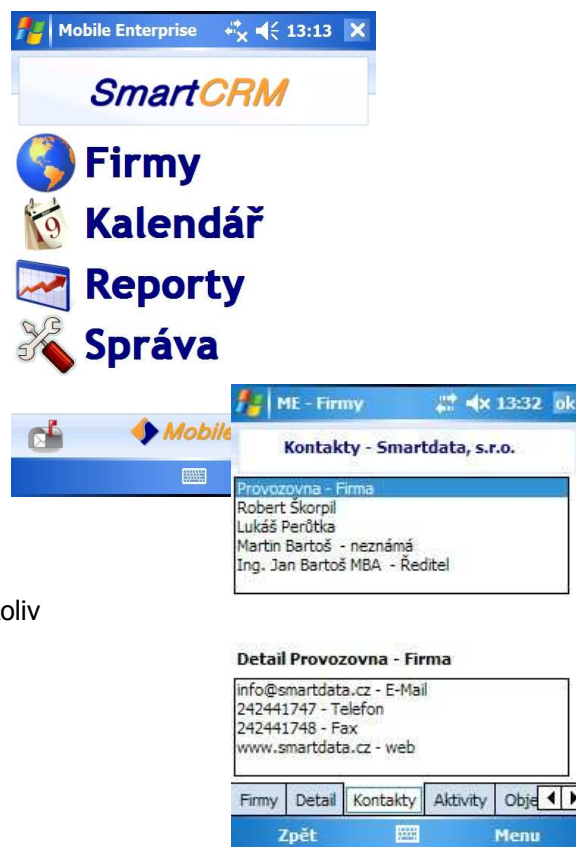 Mobile Enterprise 13:13
SmartCRM
Firmy
9
Kalendář
Reporty
Správa
Mobile
ME - Firmy 13:32 ok
Kontakty - Smartdata, s.r.o.
Provozovna - Firma
Robert Škorpil
Lukáš Perůtka
Martin Bartoš - neznámá
Ing. Jan Bartoš MBA - Ředitel
oliv
Detail Provozovna - Firma
info@smartdata.cz - E-Mail
242441747 - Telefon
242441748 - Fax
www.smartdata.cz - web
Firmy Detail Kontakty Aktivity Obje
Zpět Menu